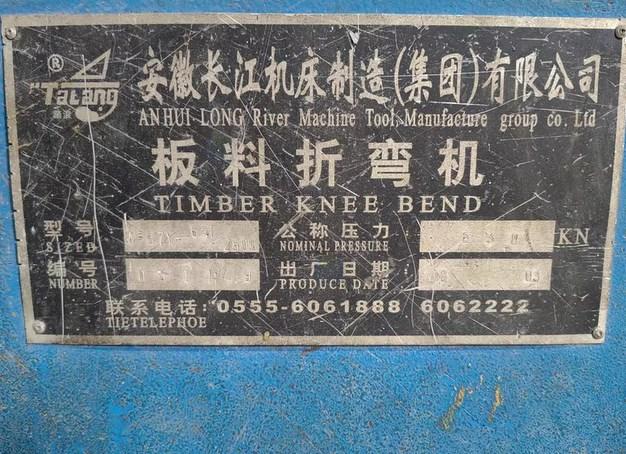 ®
安徽长江机床制造(集团)有限公司
"TaLang
ANHUI LONG River Machine Tool Manufacture group co. Ltd
板料折弯机
TIMBER KNEE BEND
型号 公称压力 KN
SIZED NOMINAL PRESSURE
编号 出厂日期
NUMBER PRODUCE DATE
联系电话: 0555-6061888 6062222
TIETELEPHOE